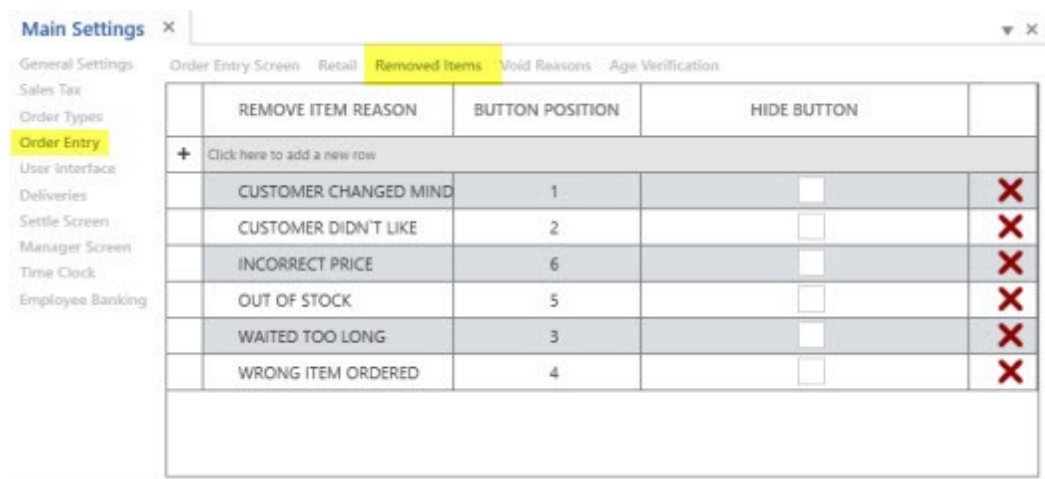 Main Settings ×
General Settings
Sales Tax
Order Types
Order Entry
User Interface
Deliveries
Settle Screen
Manager Screen
Time Clock
Employee Banking
Order Entry Screen Retail Removed Items Void Reasons Age Verification
REMOVE ITEM REASON BUTTON POSITION HIDE BUTTON
+ Click here to add a new row
CUSTOMER CHANGED MIND 1
CUSTOMER DIDN'T LIKE 2
INCORRECT PRICE 6
OUT OF STOCK 5
WAITED TOO LONG 3
WRONG ITEM ORDERED 4